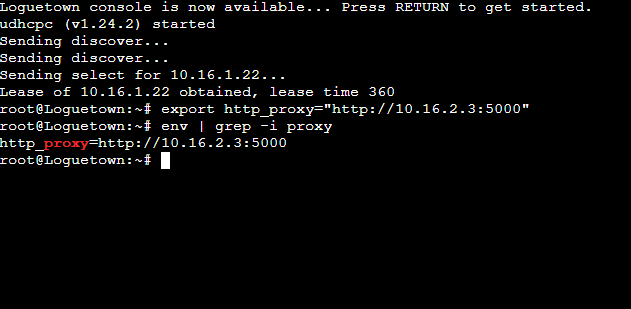 Loguetown console is now available... Press RETURN to get started.
udhcpc (v1.24.2) started
Sending discover...
Sending discover...
Sending select for 10.16.1.22...
Lease of 10.16.1.22 obtained, lease time 360
root@Loguetown:~# export http_proxy="http://10.16.2.3:5000"
root@Loguetown:~# env | grep -i proxy
http_proxy=http://10.16.2.3:5000
root@Loguetown:~#